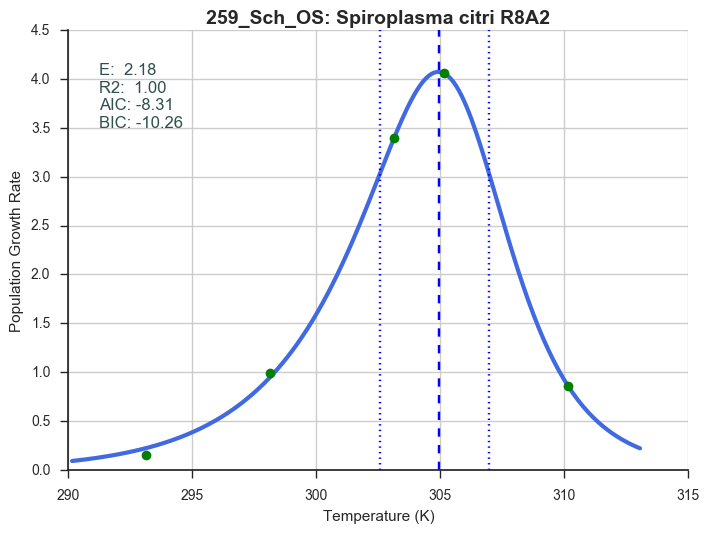 259_Sch_OS: Spiroplasma citri R8A2
E:  2.18
R2:  1.00
AIC: -8.31
BIC: -10.26
Population Growth Rate
4.5
4.0
3.5
3.0
2.5
2.0
1.5
1.0
0.5
0.0
290
295
300
305
310
315
Temperature (K)